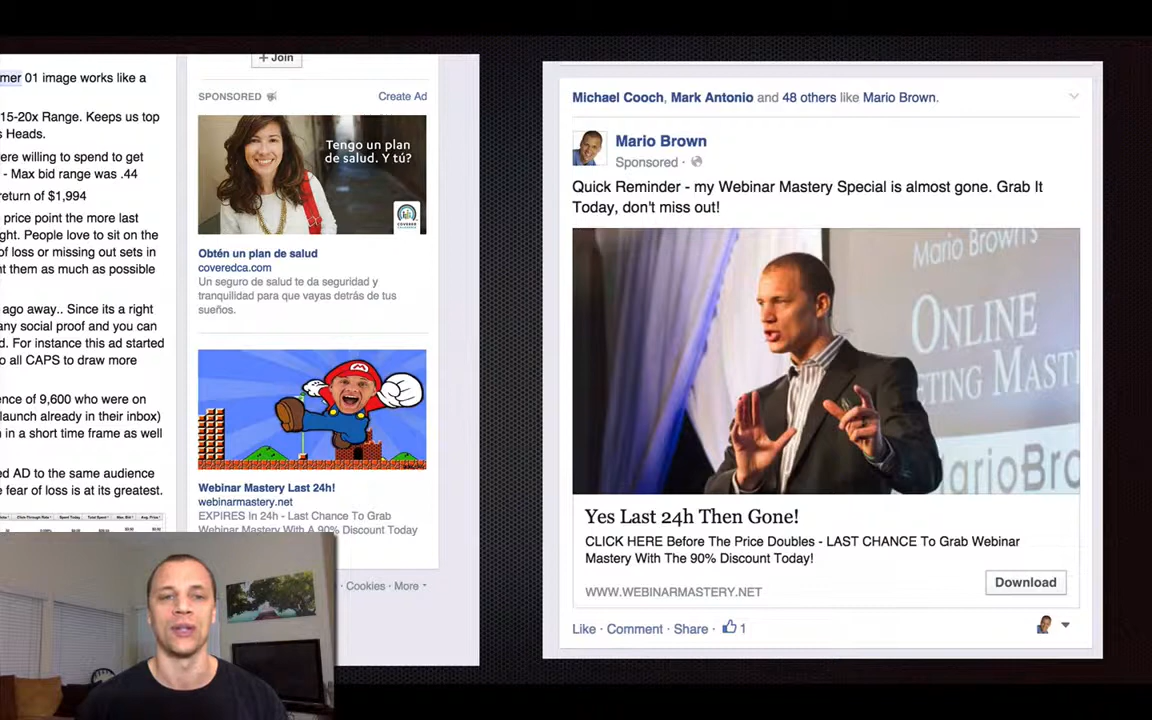 mer 01 image works like a
15-20x Range. Keeps us top
Heads.
ere willing to spend to get
- Max bid range was .44
return of $1,994
price point the more last
ght. People love to sit on the
of loss or missing out sets in
nt them as much as possible
ago away.. Since its a right
any social proof and you can
d. For instance this ad started
o all CAPS to draw more
ence of 9,600 who were on
launch already in their inbox)
in a short time frame as well
ed AD to the same audience
fear of loss is at its greatest.
+ Join
SPONSORED
Create Ad
Tengo un plan
de salud. Y tú?
COVERED
Obtén un plan de salud
coveredca.com
Un seguro de salud te da seguridad y
tranquilidad para que vayas detrás de tus
sueños.
Webinar Mastery Last 24h!
webinarmastery.net
EXPIRES In 24h - Last Chance To Grab
Webinar Mastery With A 90% Discount Today
· Cookies · More
Michael Cooch, Mark Antonio and 48 others like Mario Brown.
Mario Brown
Sponsored ·
Quick Reminder - my Webinar Mastery Special is almost gone. Grab It
Today, don't miss out!
Mario Brown's
ONLINE
ETING MAST
MarioBro
Yes Last 24h Then Gone!
CLICK HERE Before The Price Doubles - LAST CHANCE To Grab Webinar
Mastery With The 90% Discount Today!
WWW.WEBINARMASTERY.NET
Download
Like · Comment · Share · 1